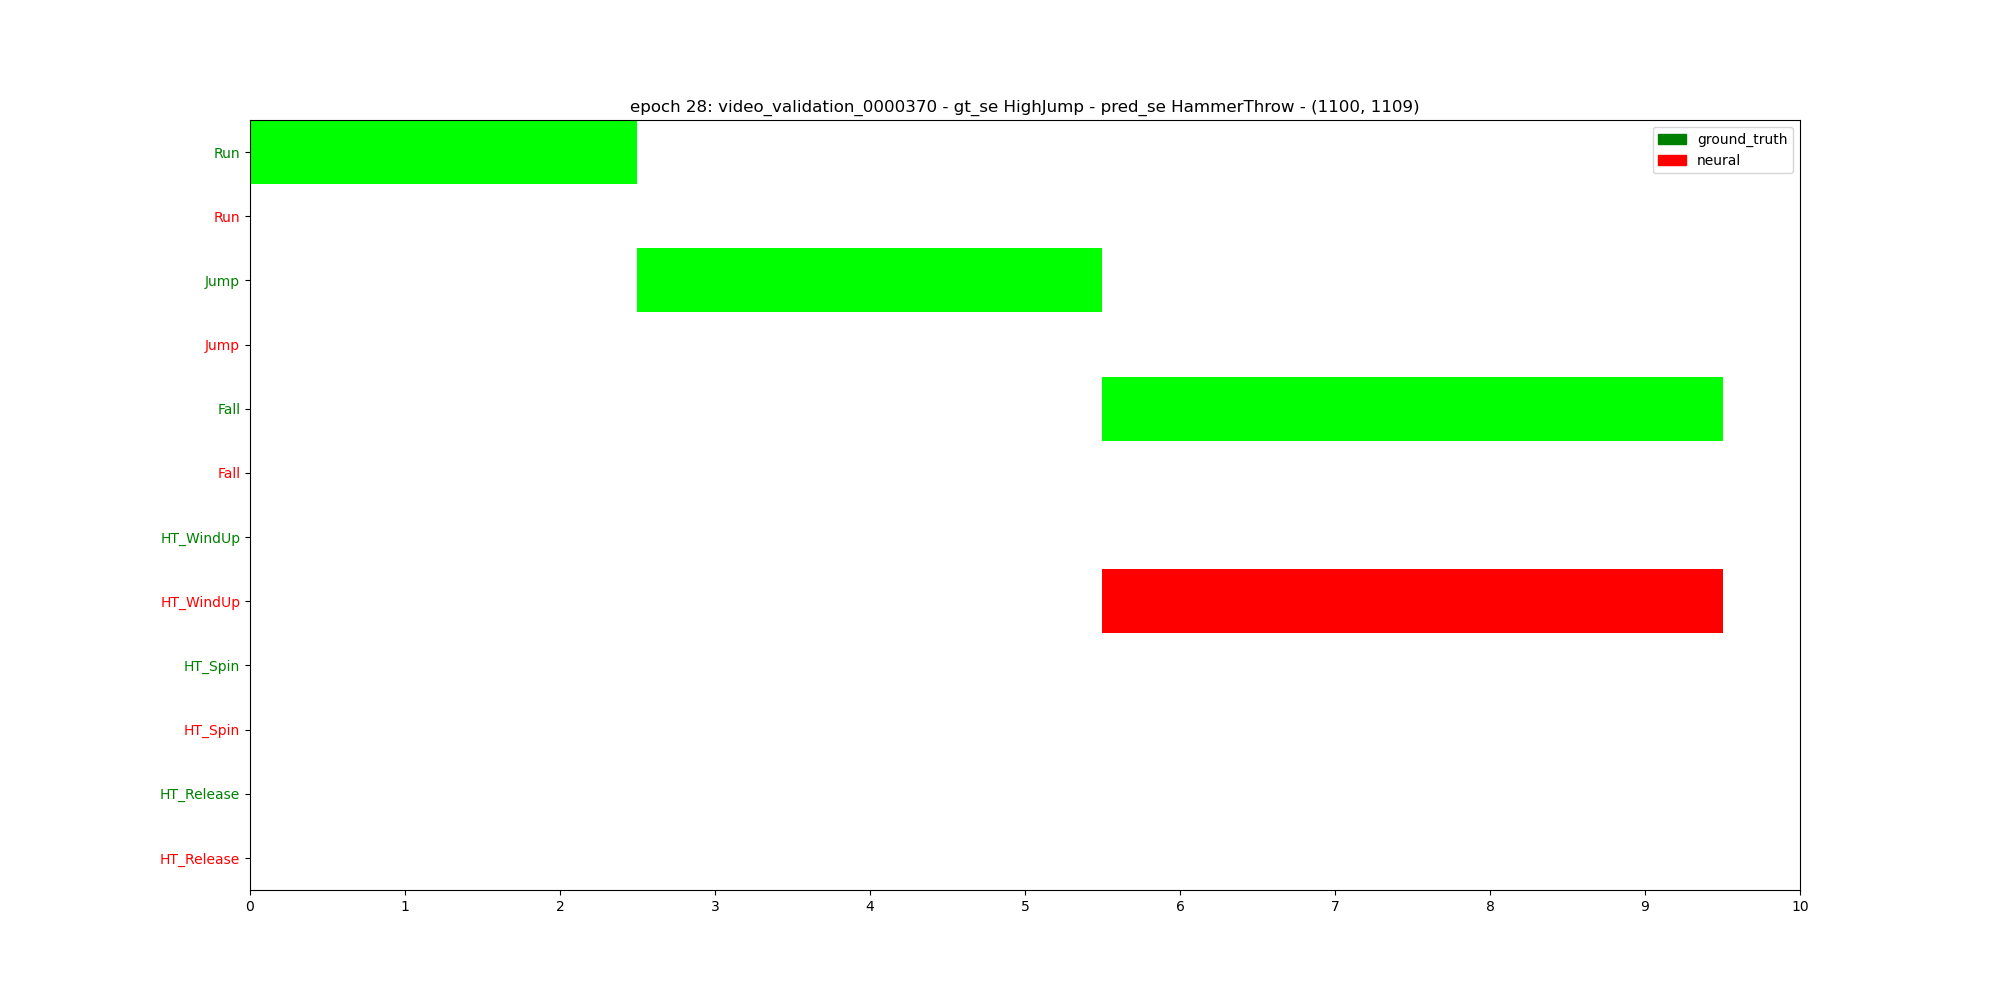 epoch 28: video_validation_0000370 - gt_se HighJump - pred_se HammerThrow - (1100, 1109)
ground_truth
neural
Run
Run
Jump
Jump
Fall
Fall
HT_WindUp
HT_WindUp
HT_Spin
HT_Spin
HT_Release
HT_Release
0 1 2 3 4 5 6 7 8 9 10